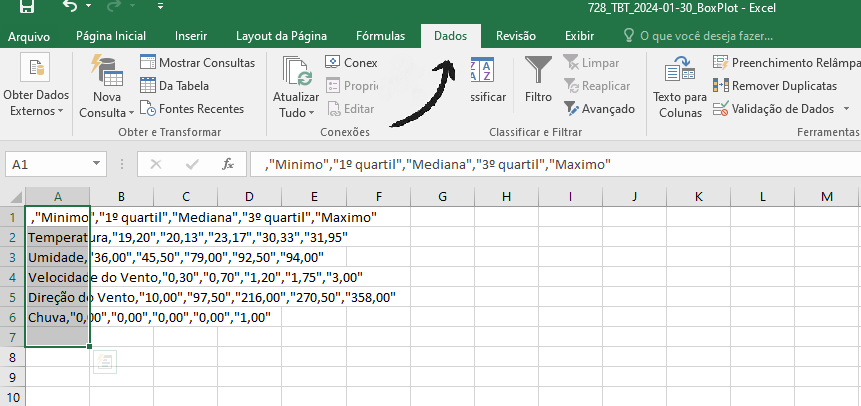 728_TBT_2024-01-30_BoxPlot - Excel
Arquivo Página Inicial Inserir Layout da Página Fórmulas Dados Revisão Exibir O que você deseja fazer...
Obter Dados Externos
Nova Consulta
Mostrar Consultas
Da Tabela
Fontes Recentes
Obter e Transformar
Atualizar Tudo
Conex
Proprie
Editar
Conexões
ssificar
Filtro
Limpar
Reaplicar
Avançado
Classificar e Filtrar
Texto para Colunas
Preenchimento Relâmpa
Remover Duplicatas
Validação de Dados
Ferramentas
A1 fx ,"Minimo","1º quartil","Mediana","3º quartil","Maximo"
A B C D E F G H I J K L M
1 ,"Minimo","1º quartil","Mediana","3º quartil","Maximo"
2 Temperatura,"19,20","20,13","23,17","30,33","31,95"
3 Umidade,"36,00","45,50","79,00","92,50","94,00"
4 Velocidade do Vento,"0,30","0,70","1,20","1,75","3,00"
5 Direção do Vento,"10,00","97,50","216,00","270,50","358,00"
6 Chuva,"0,00","0,00","0,00","0,00","1,00"
7
8
9
10